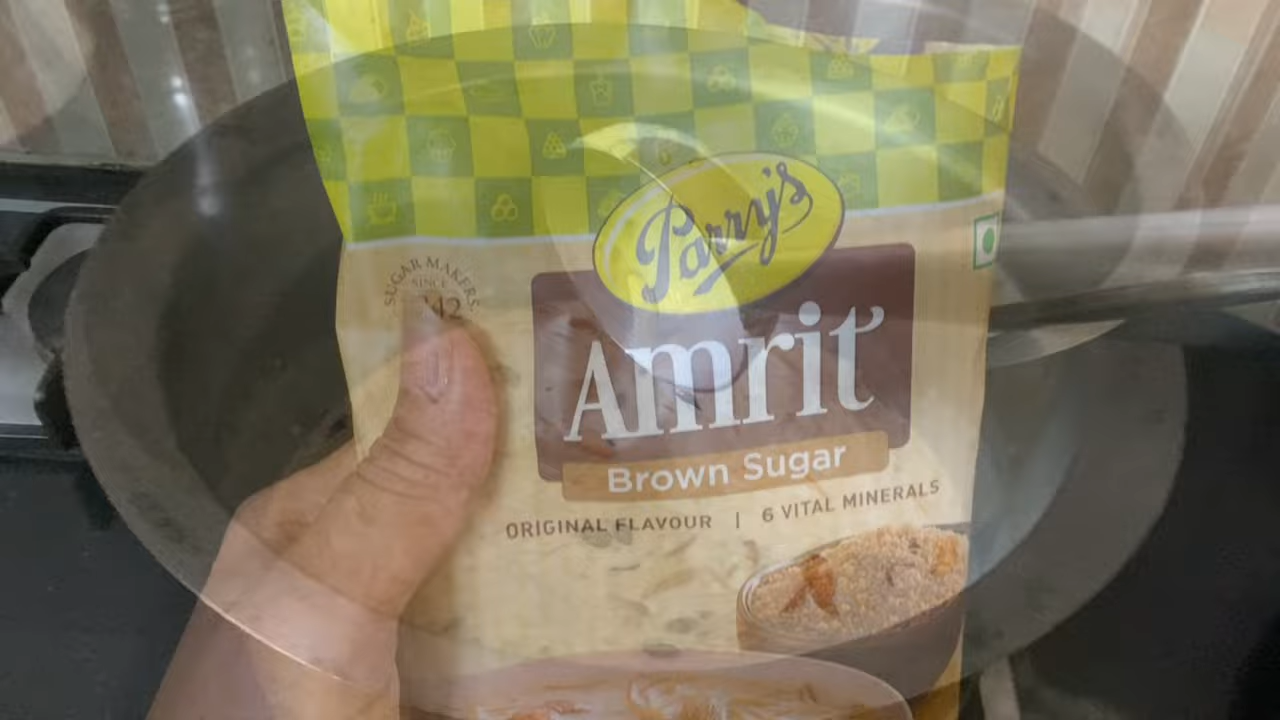 Parry's
SUGAR MAKERS
SINCE
Amrit
Brown Sugar
ORIGINAL FLAVOUR | 6 VITAL MINERALS